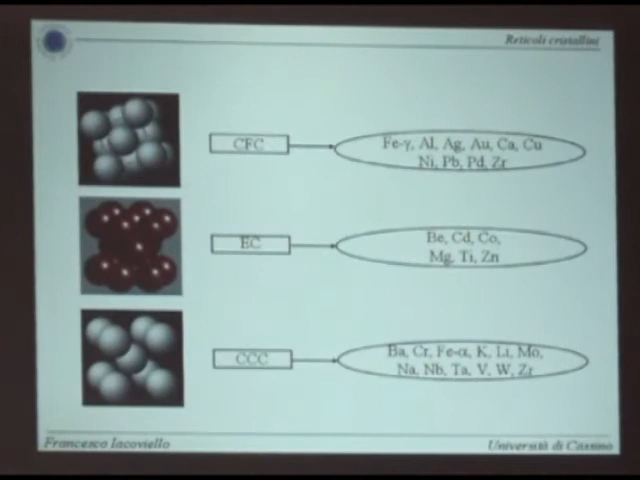 Reticoli cristallini
CFC
Fe-γ, Al, Ag, Au, Ca, Cu
Ni, Pb, Pd, Zr
EC
Be, Cd, Co,
Mg, Ti, Zn
CCC
Ba, Cr, Fe-α, K, Li, Mo,
Na, Nb, Ta, V, W, Zr
Francesco Iacoviello
Università di Cassino